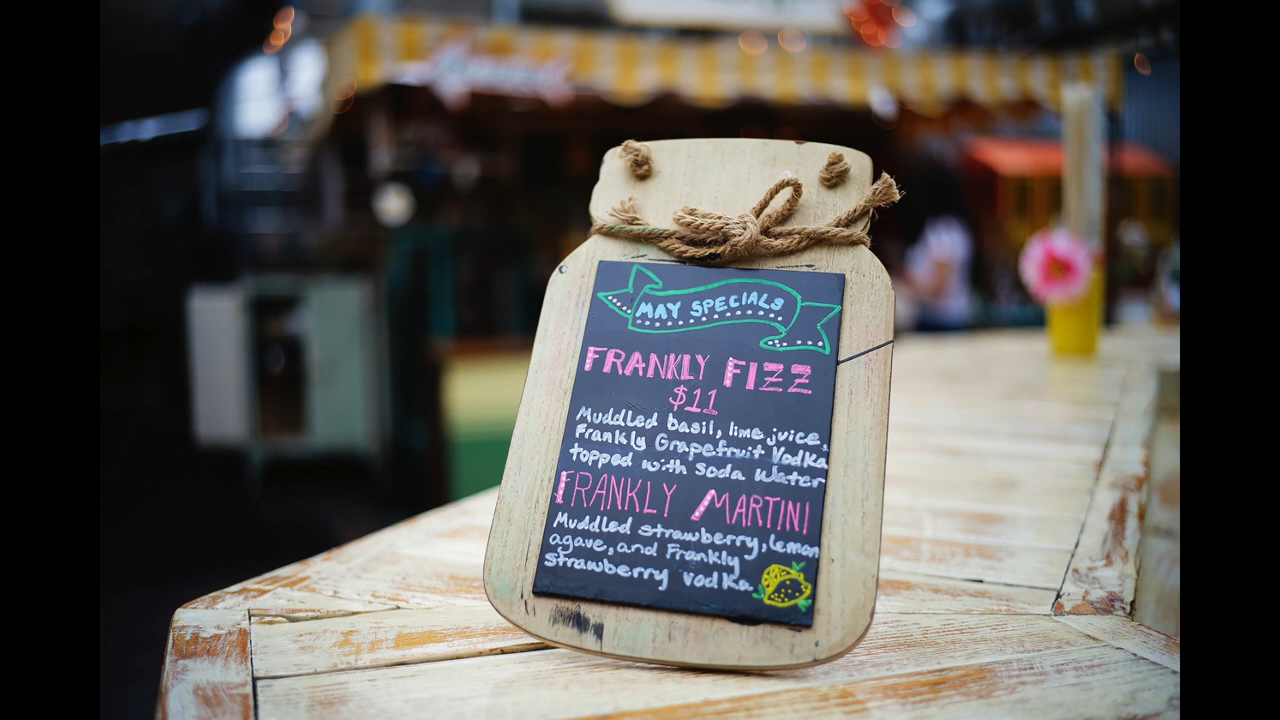 MAY SPECIALS
FRANKLY FIZZ
$11
Muddled basil, lime juice,
Frankly Grapefruit Vodka
topped with Soda Water
FRANKLY MARTINI
Muddled strawberry, lemon
agave, and Frankly
strawberry vodka